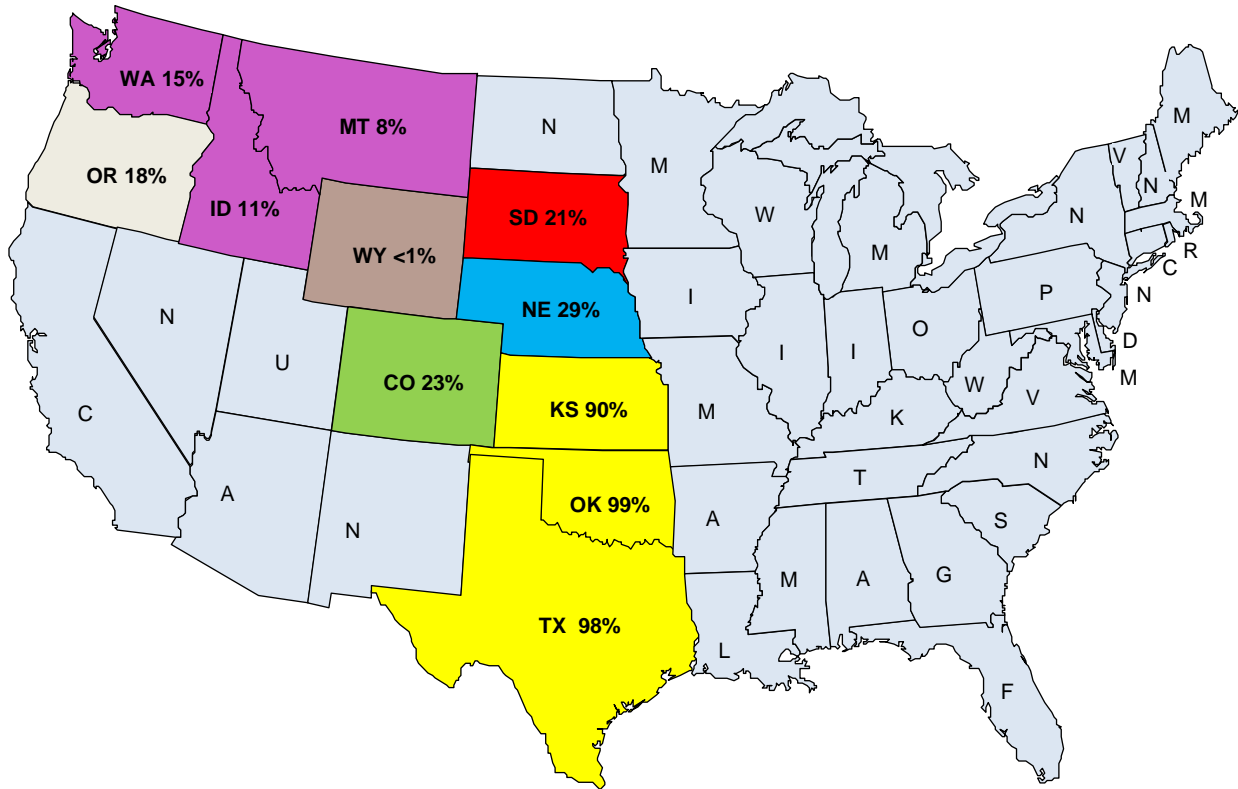 WA 15%
MT 8%
N
M
M
OR 18%
V
N
ID 11%
SD 21%
W
N
M
WY <1%
M
R
C
I
P
N
N
NE 29%
O
D
U
I
I
M
CO 23%
W
V
C
KS 90%
M
K
N
T
A
OK 99%
A
S
N
M
A
G
TX  98%
L
F